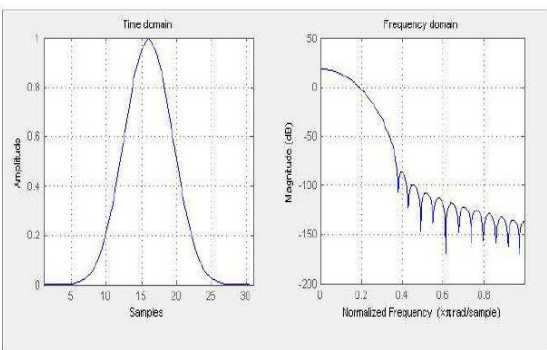 Time domain
Amplitude
1
0.8
0.6
0.4
0.2
0
5 10 15 20 25 30
Samples
Frequency domain
Magnitude (dB)
50
0
-50
-100
-150
-200
0 0.2 0.4 0.6 0.8
Normalized Frequency (×π rad/sample)